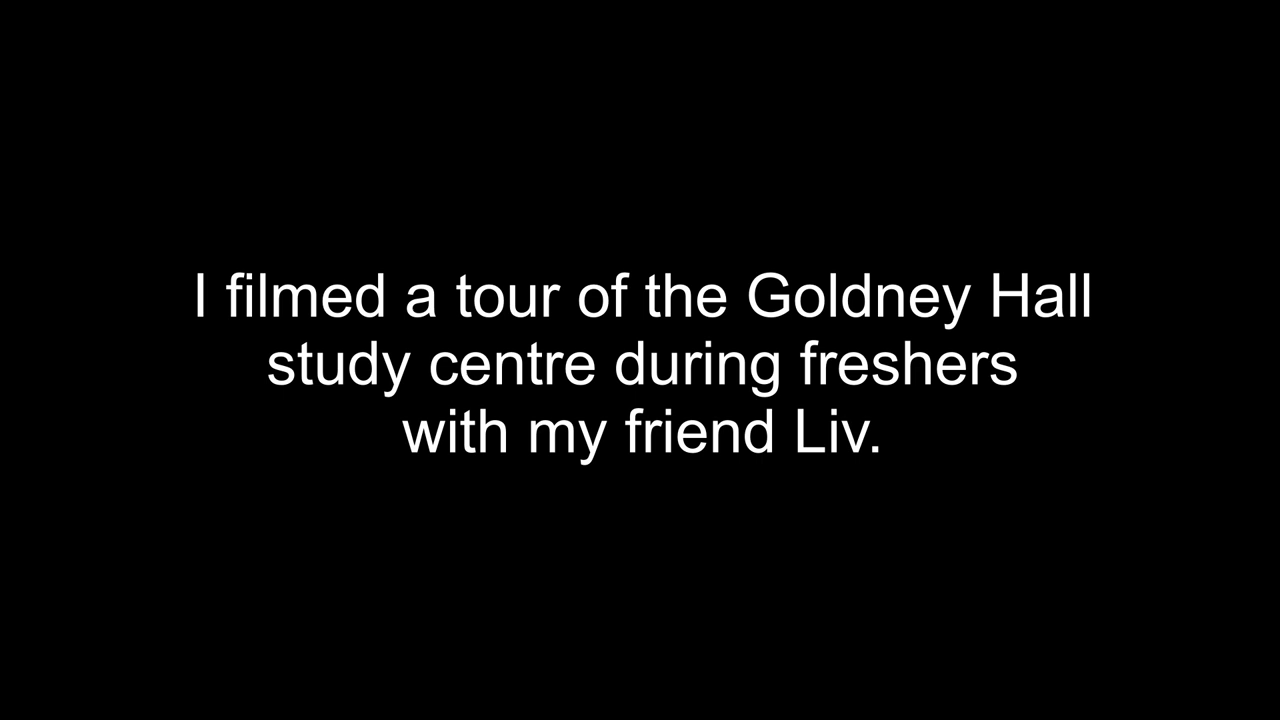 I filmed a tour of the Goldney Hall
study centre during freshers
with my friend Liv.